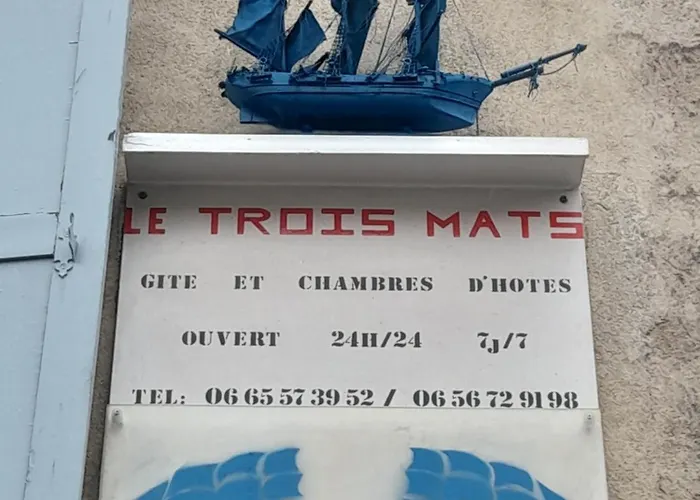 LE TROIS MATS
GITE ET CHAMBRES D'HOTES
OUVERT 24H/24 7J/7
TEL: 06 65 57 39 52 / 06 56 72 91 98